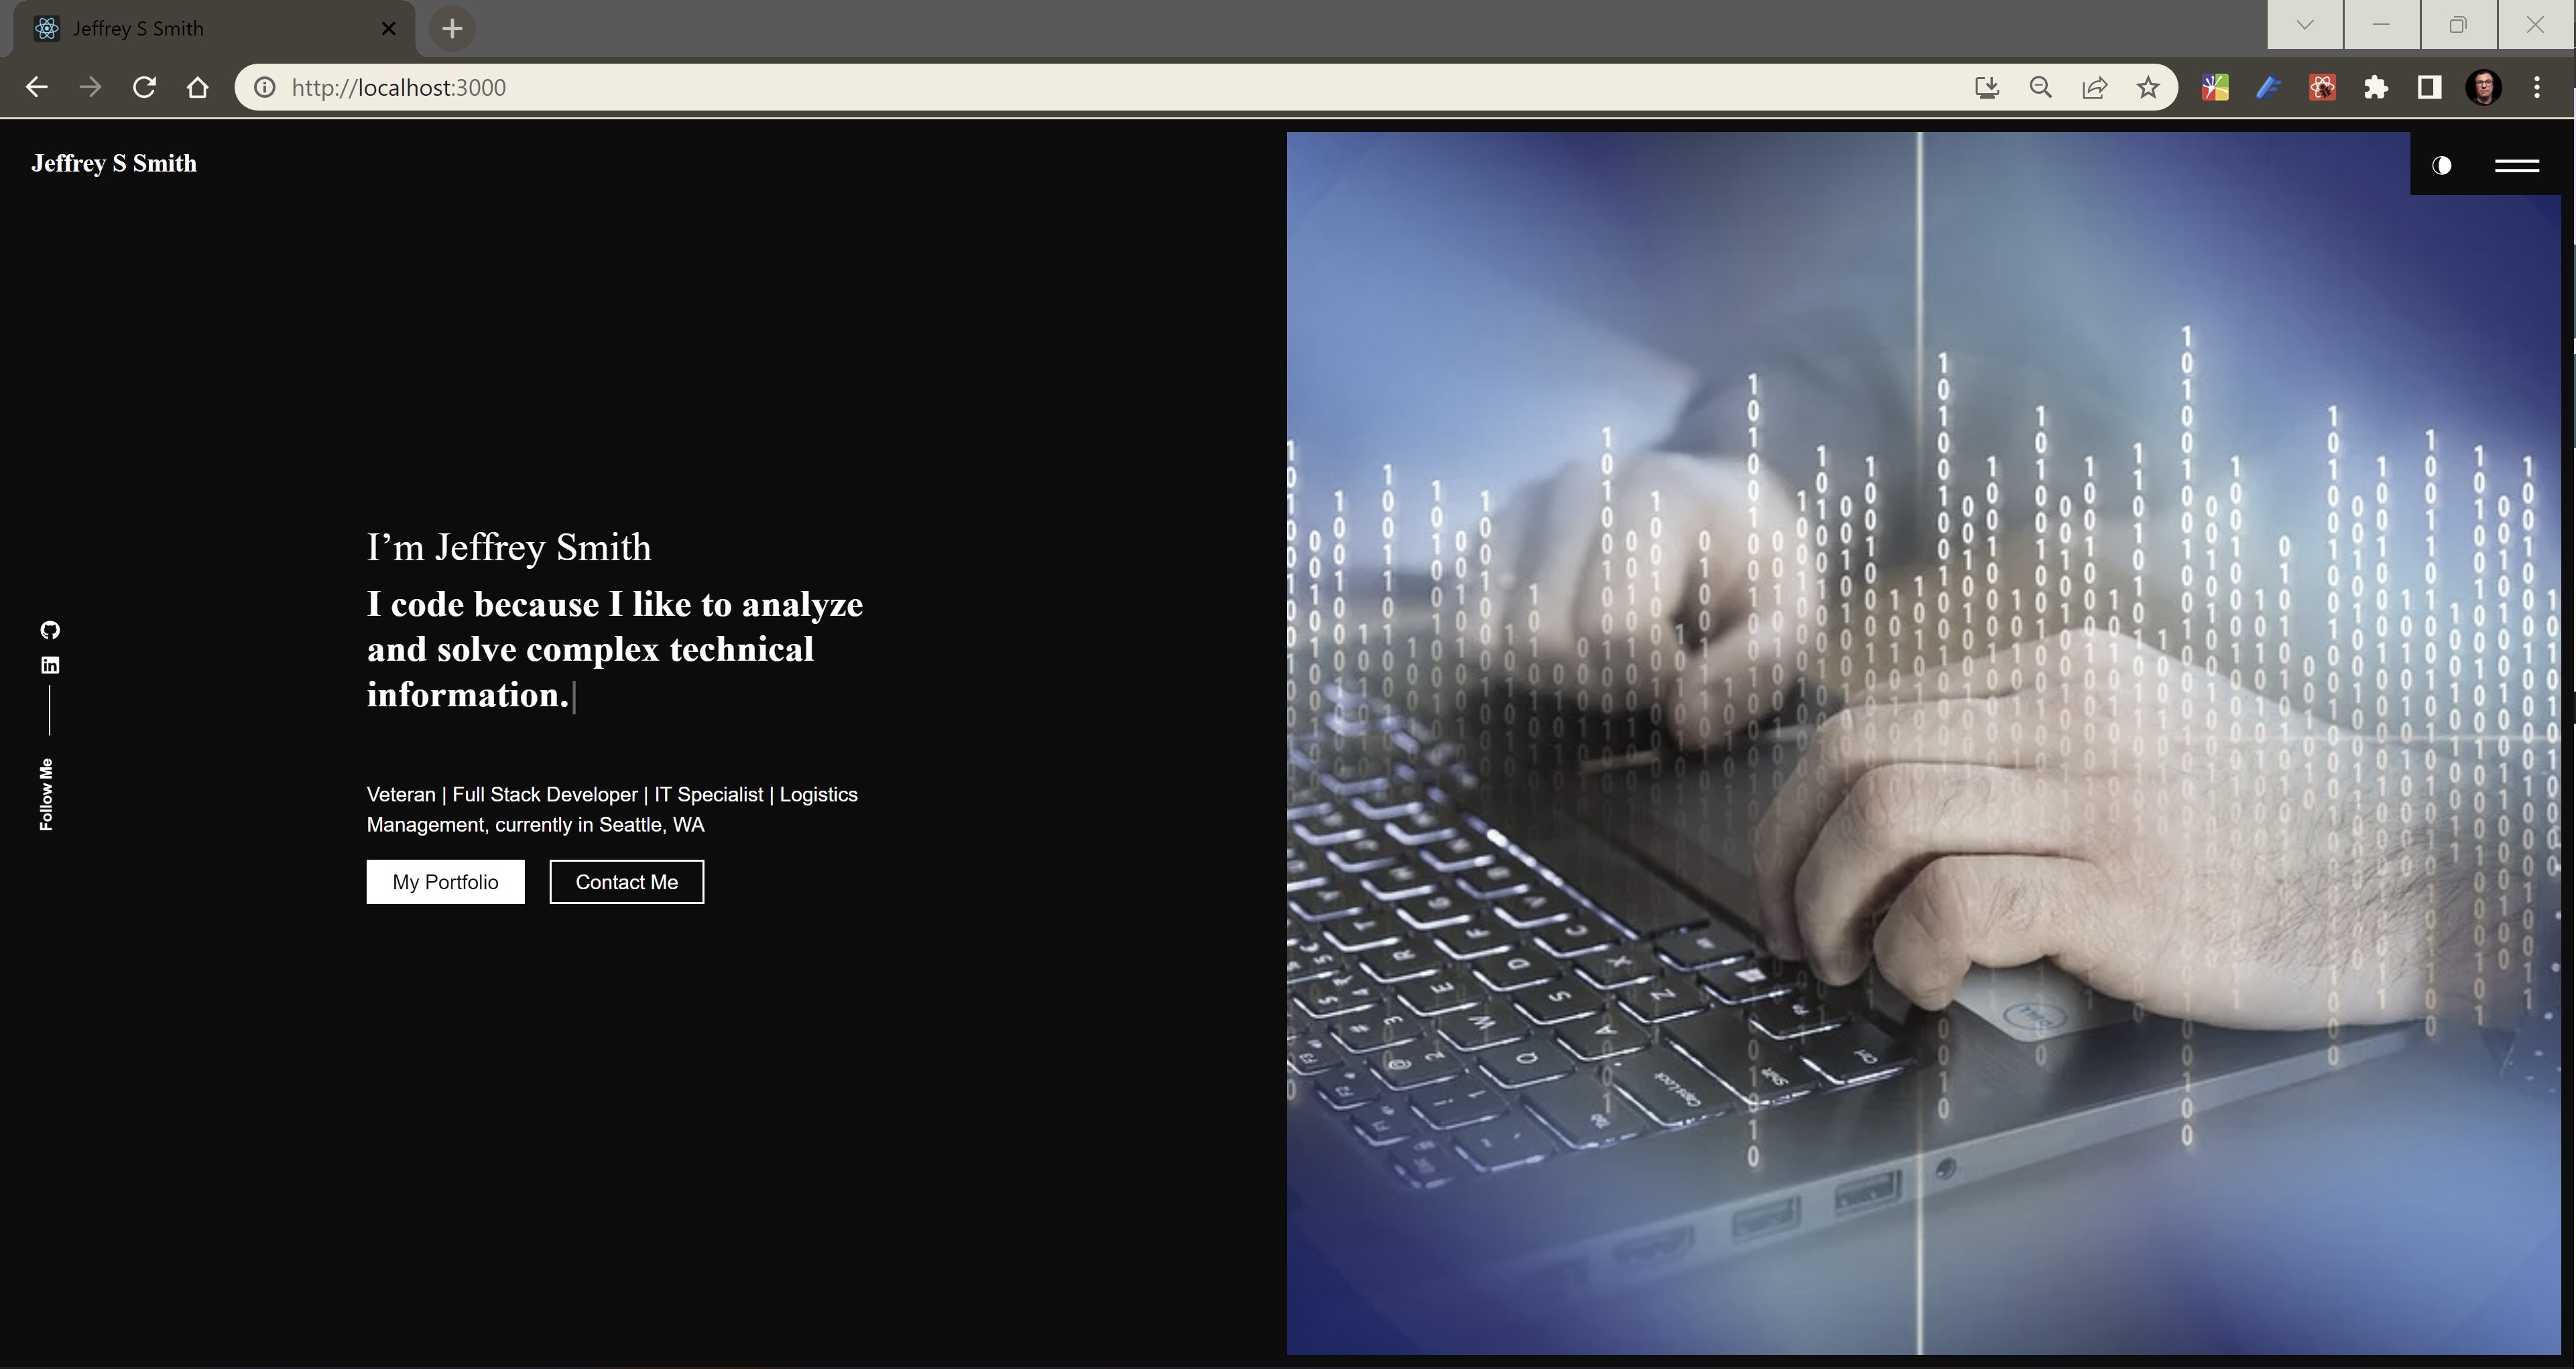 Jeffrey S Smith
http://localhost:3000
Jeffrey S Smith
I’m Jeffrey Smith
I code because I like to analyze
and solve complex technical
information.
Follow Me
Veteran | Full Stack Developer | IT Specialist | Logistics
Management, currently in Seattle, WA
My Portfolio
Contact Me